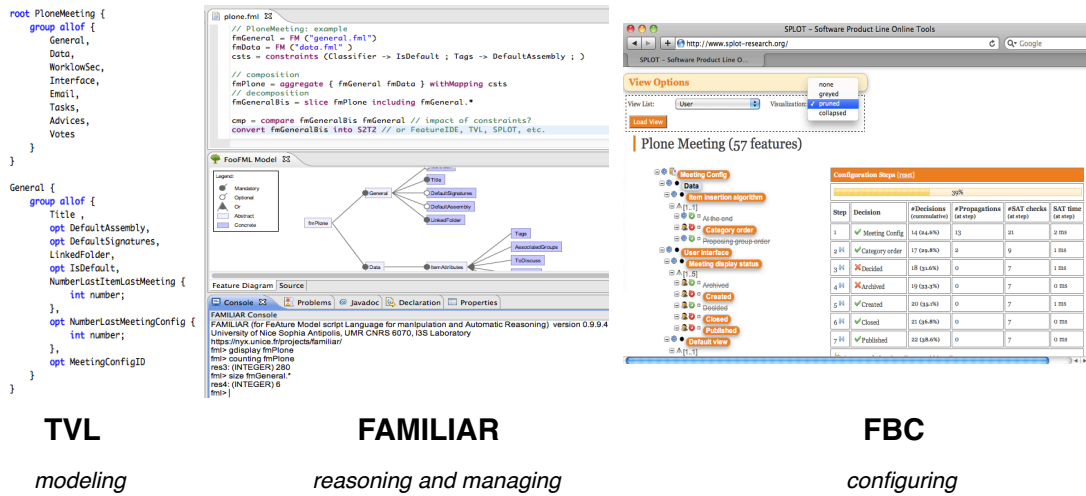 root PloneMeeting {
group allof {
General,
Data,
WorklowSec,
Interface,
Email,
Tasks,
Advices,
Votes
}
}
General {
group allof {
Title ,
opt DefaultAssembly,
opt DefaultSignatures,
LinkedFolder,
opt IsDefault,
NumberLastItemLastMeeting {
int number;
},
opt NumberLastMeetingConfig {
int number;
},
opt MeetingConfigID
}
}
TVL
modeling
plone.fml
// PloneMeeting: example
fmGeneral = FM ("general.fml")
fmData = FM ("data.fml" )
csts = constraints (Classifier -> IsDefault ; Tags -> DefaultAssembly ; )
// composition
fmPlone = aggregate { fmGeneral fmData } withMapping csts
// decomposition
fmGeneralBis = slice fmPlone including fmGeneral.*
cmp = compare fmGeneralBis fmGeneral // impact of constraints?
convert fmGeneralBis into S2T2 // or FeatureIDE, TVL, SPLOT, etc.
FooFML Model
Legend:
Mandatory
Optional
Or
Abstract
Concrete
fmPlone
General
Title
DefaultSignatures
DefaultAssembly
LinkedFolder
Data
ItemAttributes
Tags
AssociatedGroups
ToDiscuss
Feature Diagram Source
Console Problems Javadoc Declaration Properties
FAMILIAR Console
FAMILIAR (for FeAture Model scrIpt Language for manIpulation and Automatic Reasoning) version 0.9.9.4
University of Nice Sophia Antipolis, UMR CNRS 6070, I3S Laboratory
https://nyx.unice.fr/projects/familiar/
fml> gdisplay fmPlone
fml> counting fmPlone
res3: (INTEGER) 280
fml> size fmGeneral.*
res4: (INTEGER) 6
fml>
FAMILIAR
reasoning and managing
SPLOT - Software Product Line Online Tools
http://www.splot-research.org/
Google
SPLOT - Software Product Line O...
View Options
View List: User Visualization:
none
greyed
pruned
collapsed
Load View
Plone Meeting (57 features)
Meeting Config
Data
Item insertion algorithm
[1..1]
At the end
Category order
Proposing group order
User interface
Meeting display status
[1..5]
Archived
Created
Decided
Closed
Published
Default view
[1..1]
Configuration Steps [reset]
39%
Step Decision #Decisions (cummulative) #Propagations (at step) #SAT checks (at step) SAT time (at step)
1 Meeting Config 14 (24.6%) 13 21 2 ms
2 Category order 17 (29.8%) 2 9 1 ms
3 Decided 18 (31.6%) 0 7 1 ms
4 Archived 19 (33.3%) 0 7 0 ms
5 Created 20 (35.1%) 0 7 1 ms
6 Closed 21 (36.8%) 0 7 0 ms
7 Published 22 (38.6%) 0 7 0 ms
FBC
configuring